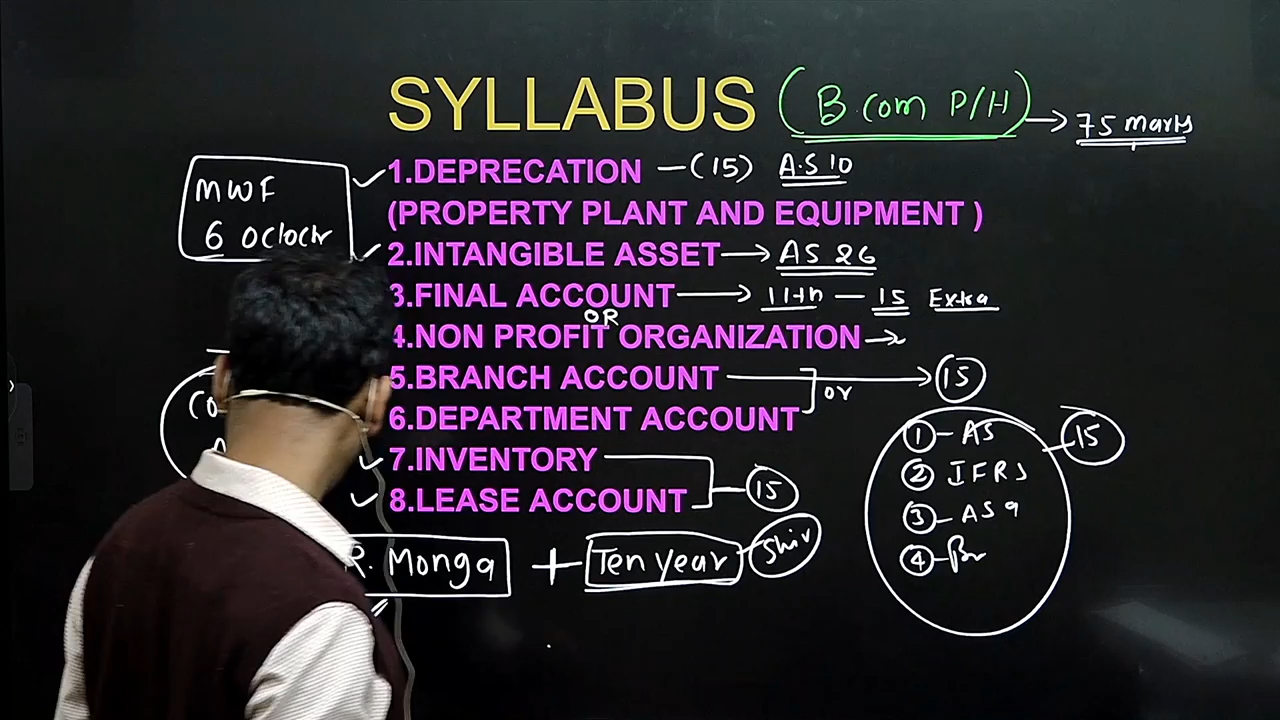 SYLLABUS (B.com P/H) → 75 marks
MWF
6 Oclock
1.DEPRECATION — (15) A.S 10
(PROPERTY PLANT AND EQUIPMENT )
2.INTANGIBLE ASSET → AS 26
3.FINAL ACCOUNT → 11th — 15 Extra
OR
4.NON PROFIT ORGANIZATION →
5.BRANCH ACCOUNT → 15
or
6.DEPARTMENT ACCOUNT
7.INVENTORY
8.LEASE ACCOUNT 15
R. Monga + Ten year Shiv
① - AS 15
② IFRS
③ - AS 9
④ -